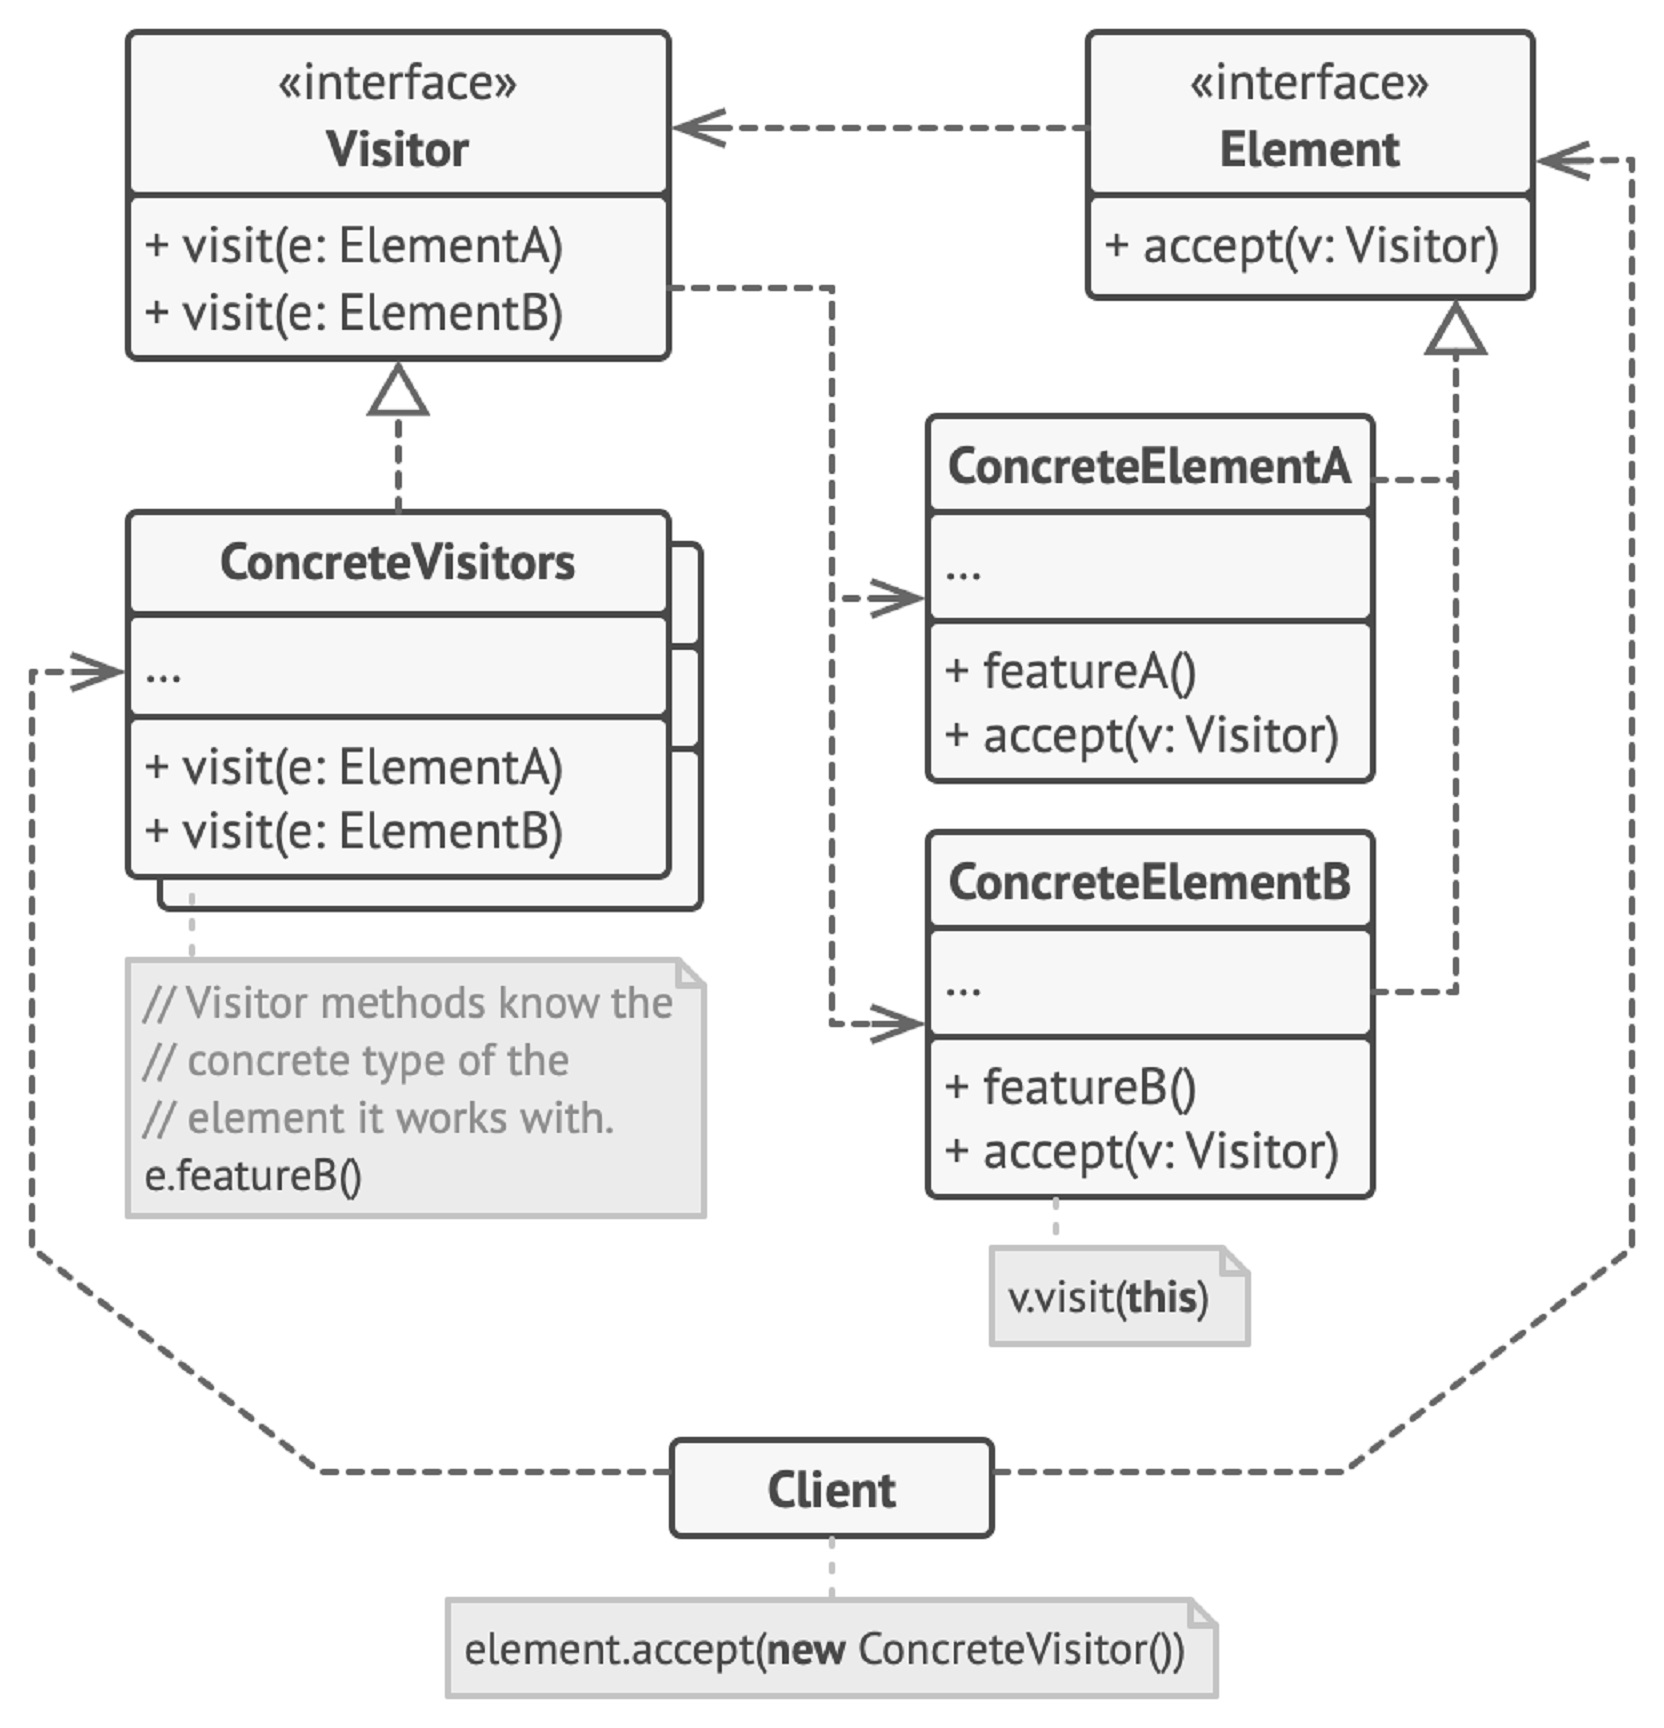 «interface»
Visitor
+ visit(e: ElementA)
+ visit(e: ElementB)
«interface»
Element
+ accept(v: Visitor)
ConcreteVisitors
...
+ visit(e: ElementA)
+ visit(e: ElementB)
// Visitor methods know the
// concrete type of the
// element it works with.
e.featureB()
ConcreteElementA
...
+ featureA()
+ accept(v: Visitor)
ConcreteElementB
...
+ featureB()
+ accept(v: Visitor)
v.visit(this)
Client
element.accept(new ConcreteVisitor())